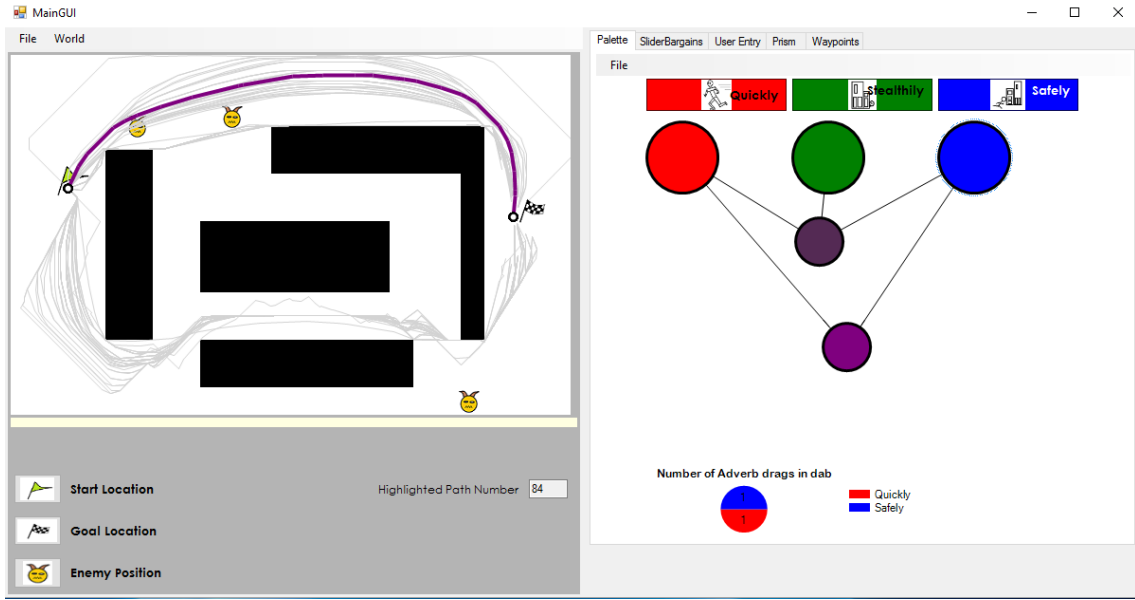 MainGUI
File World
Palette SliderBargains User Entry Prism Waypoints
File
Quickly
Stealthily
Safely
Number of Adverb drags in dab
1
1
Quickly
Safely
Start Location
Highlighted Path Number 84
Goal Location
Enemy Position